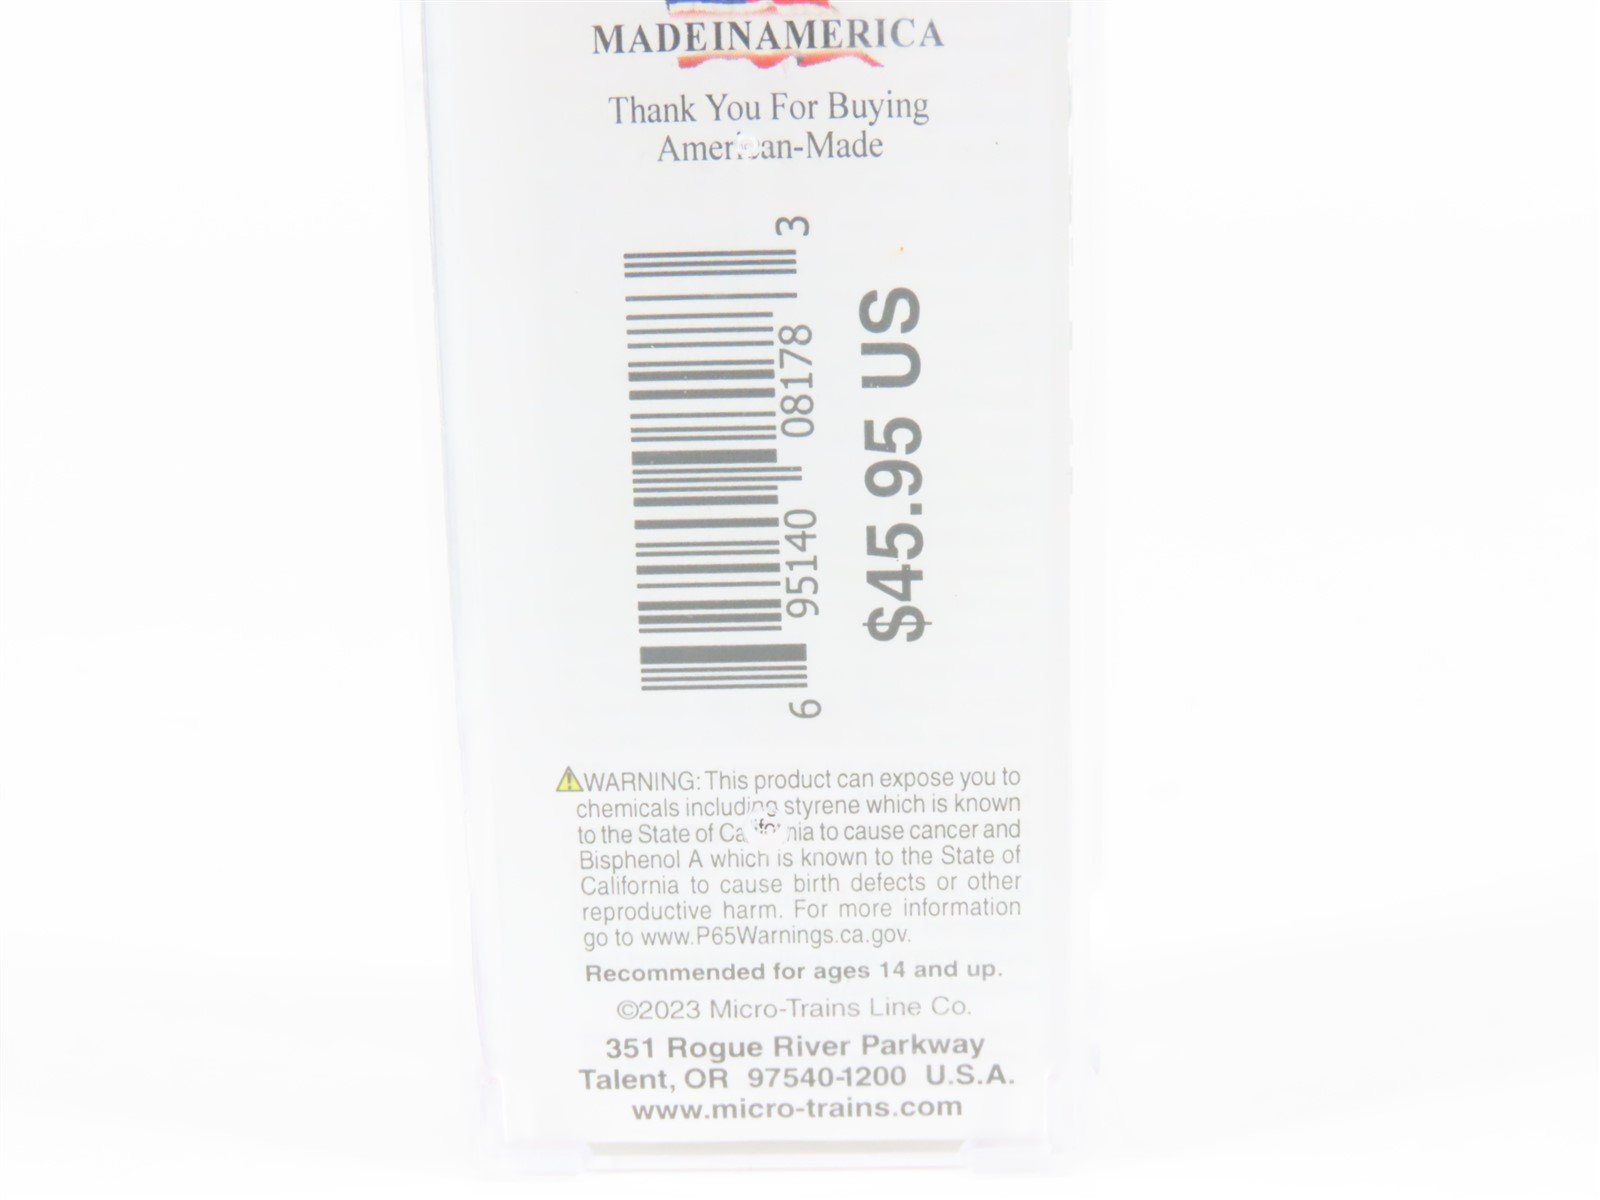 MADEINAMERICA
Thank You For Buying
American-Made
6 95140 08178 3
$45.95 US
WARNING: This product can expose you to
chemicals including styrene which is known
to the State of California to cause cancer and
Bisphenol A which is known to the State of
California to cause birth defects or other
reproductive harm. For more information
go to www.P65Warnings.ca.gov.
Recommended for ages 14 and up.
©2023 Micro-Trains Line Co.
351 Rogue River Parkway
Talent, OR 97540-1200 U.S.A.
www.micro-trains.com